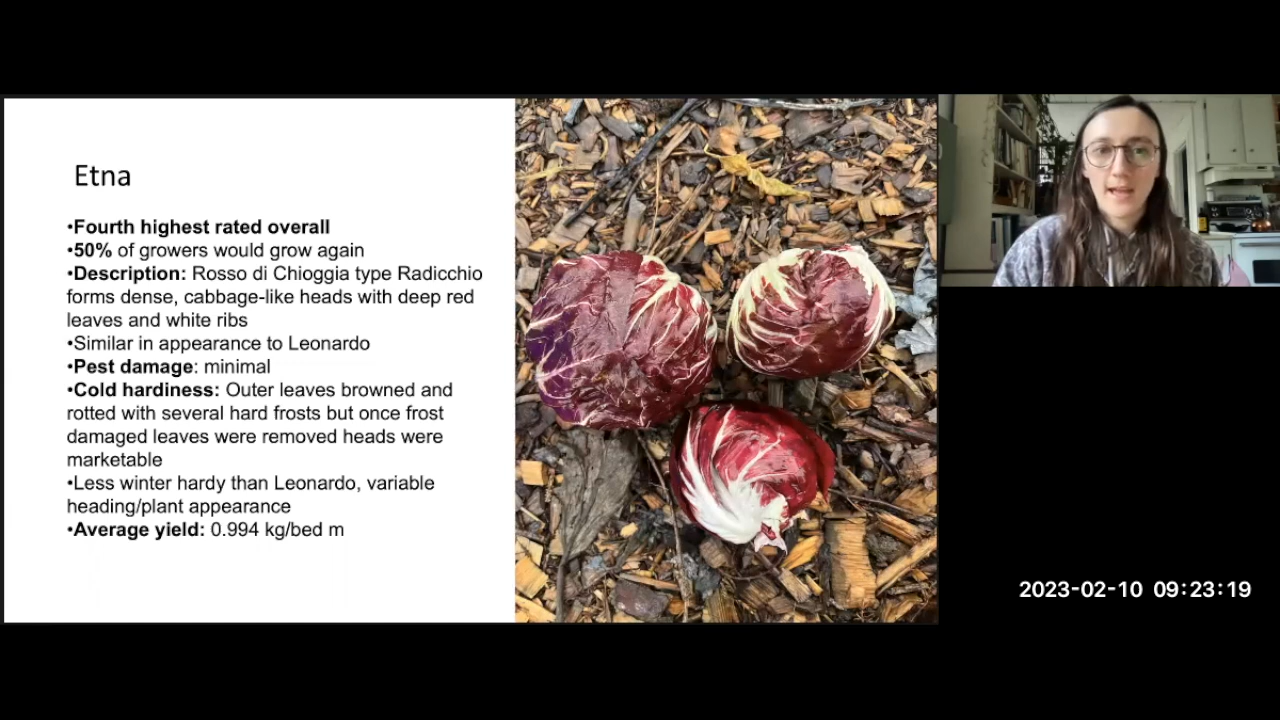 Etna
•Fourth highest rated overall
•50% of growers would grow again
•Description: Rosso di Chioggia type Radicchio
forms dense, cabbage-like heads with deep red
leaves and white ribs
•Similar in appearance to Leonardo
•Pest damage: minimal
•Cold hardiness: Outer leaves browned and
rotted with several hard frosts but once frost
damaged leaves were removed heads were
marketable
•Less winter hardy than Leonardo, variable
heading/plant appearance
•Average yield: 0.994 kg/bed m
2023-02-10 09:23:19